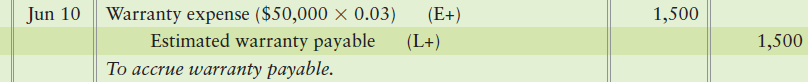 Jun 10 Warranty expense ($50,000 × 0.03) (E+) 1,500
Estimated warranty payable (L+) 1,500
To accrue warranty payable.